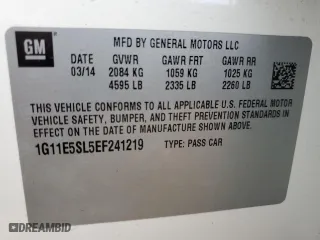 GM
MFD BY GENERAL MOTORS LLC
DATE GVWR GAWR FRT GAWR RR
03/14 2084 KG 1059 KG 1025 KG
4595 LB 2335 LB 2260 LB
THIS VEHICLE CONFORMS TO ALL APPLICABLE U.S. FEDERAL MOTOR
VEHICLE SAFETY, BUMPER, AND THEFT PREVENTION STANDARDS
IN EFFECT ON THE DATE OF MANUFACTURE SHOWN ABOVE.
1G11E5SL5EF241219 TYPE: PASS CAR
AUTOBIDMASTER